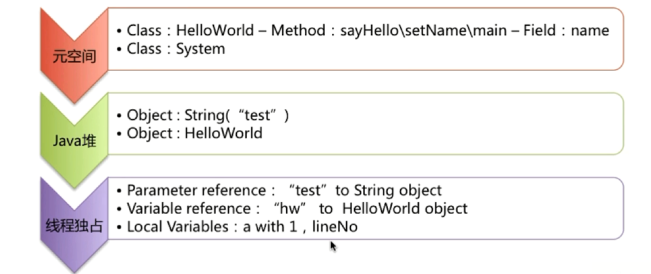 元空间
• Class：HelloWorld – Method：sayHello\setName\main – Field：name
• Class：System
Java堆
• Object：String(“test”)
• Object：HelloWorld
线程独占
• Parameter reference：“test” to String object
• Variable reference：“hw” to HelloWorld object
• Local Variables：a with 1，lineNo